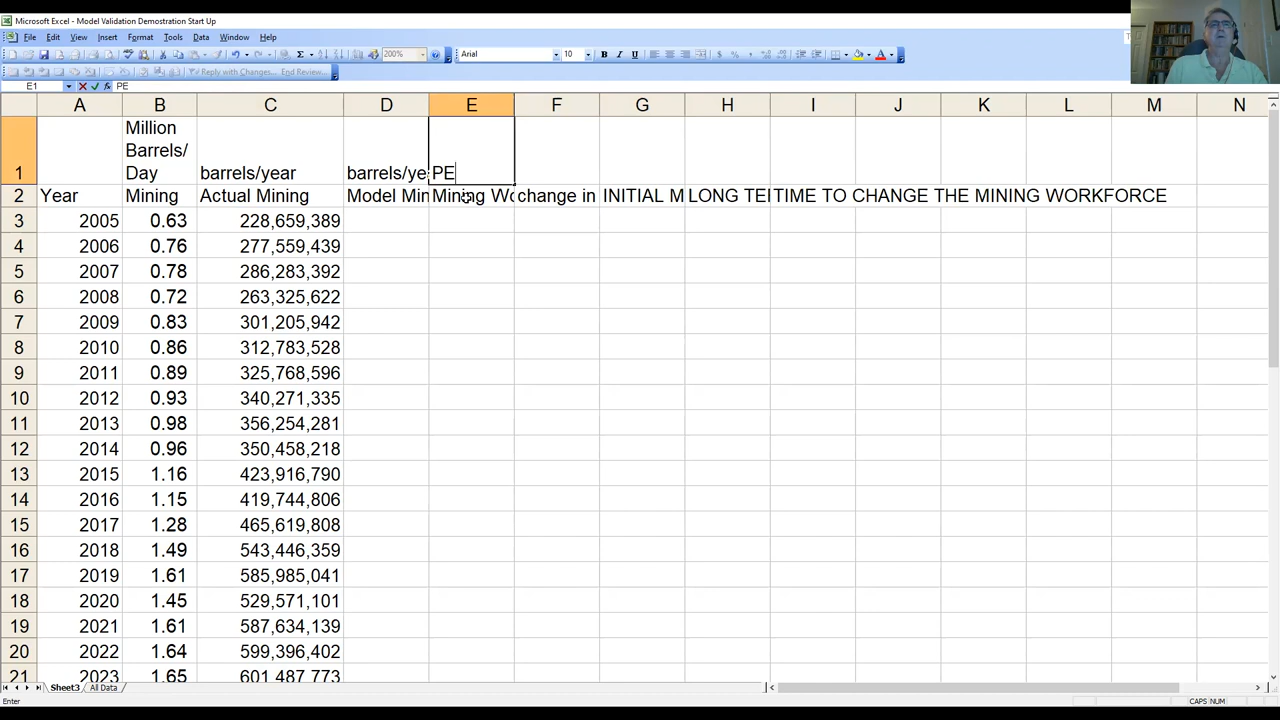 Microsoft Excel - Model Validation Demostration Start Up
File Edit View Insert Format Tools Data Window Help
200% Arial 10 B I U
Reply with Changes... End Review...
E1 PE
A B C D E F G H I J K L M N
1 Million Barrels/ Day barrels/year barrels/ye PE
2 Year Mining Actual Mining Model Min Mining Wo change in INITIAL M LONG TEI TIME TO CHANGE THE MINING WORKFORCE
3 2005 0.63 228,659,389
4 2006 0.76 277,559,439
5 2007 0.78 286,283,392
6 2008 0.72 263,325,622
7 2009 0.83 301,205,942
8 2010 0.86 312,783,528
9 2011 0.89 325,768,596
10 2012 0.93 340,271,335
11 2013 0.98 356,254,281
12 2014 0.96 350,458,218
13 2015 1.16 423,916,790
14 2016 1.15 419,744,806
15 2017 1.28 465,619,808
16 2018 1.49 543,446,359
17 2019 1.61 585,985,041
18 2020 1.45 529,571,101
19 2021 1.61 587,634,139
20 2022 1.64 599,396,402
21 2023 1.65 601,487,773
Sheet3 All Data
Enter CAPS NUM